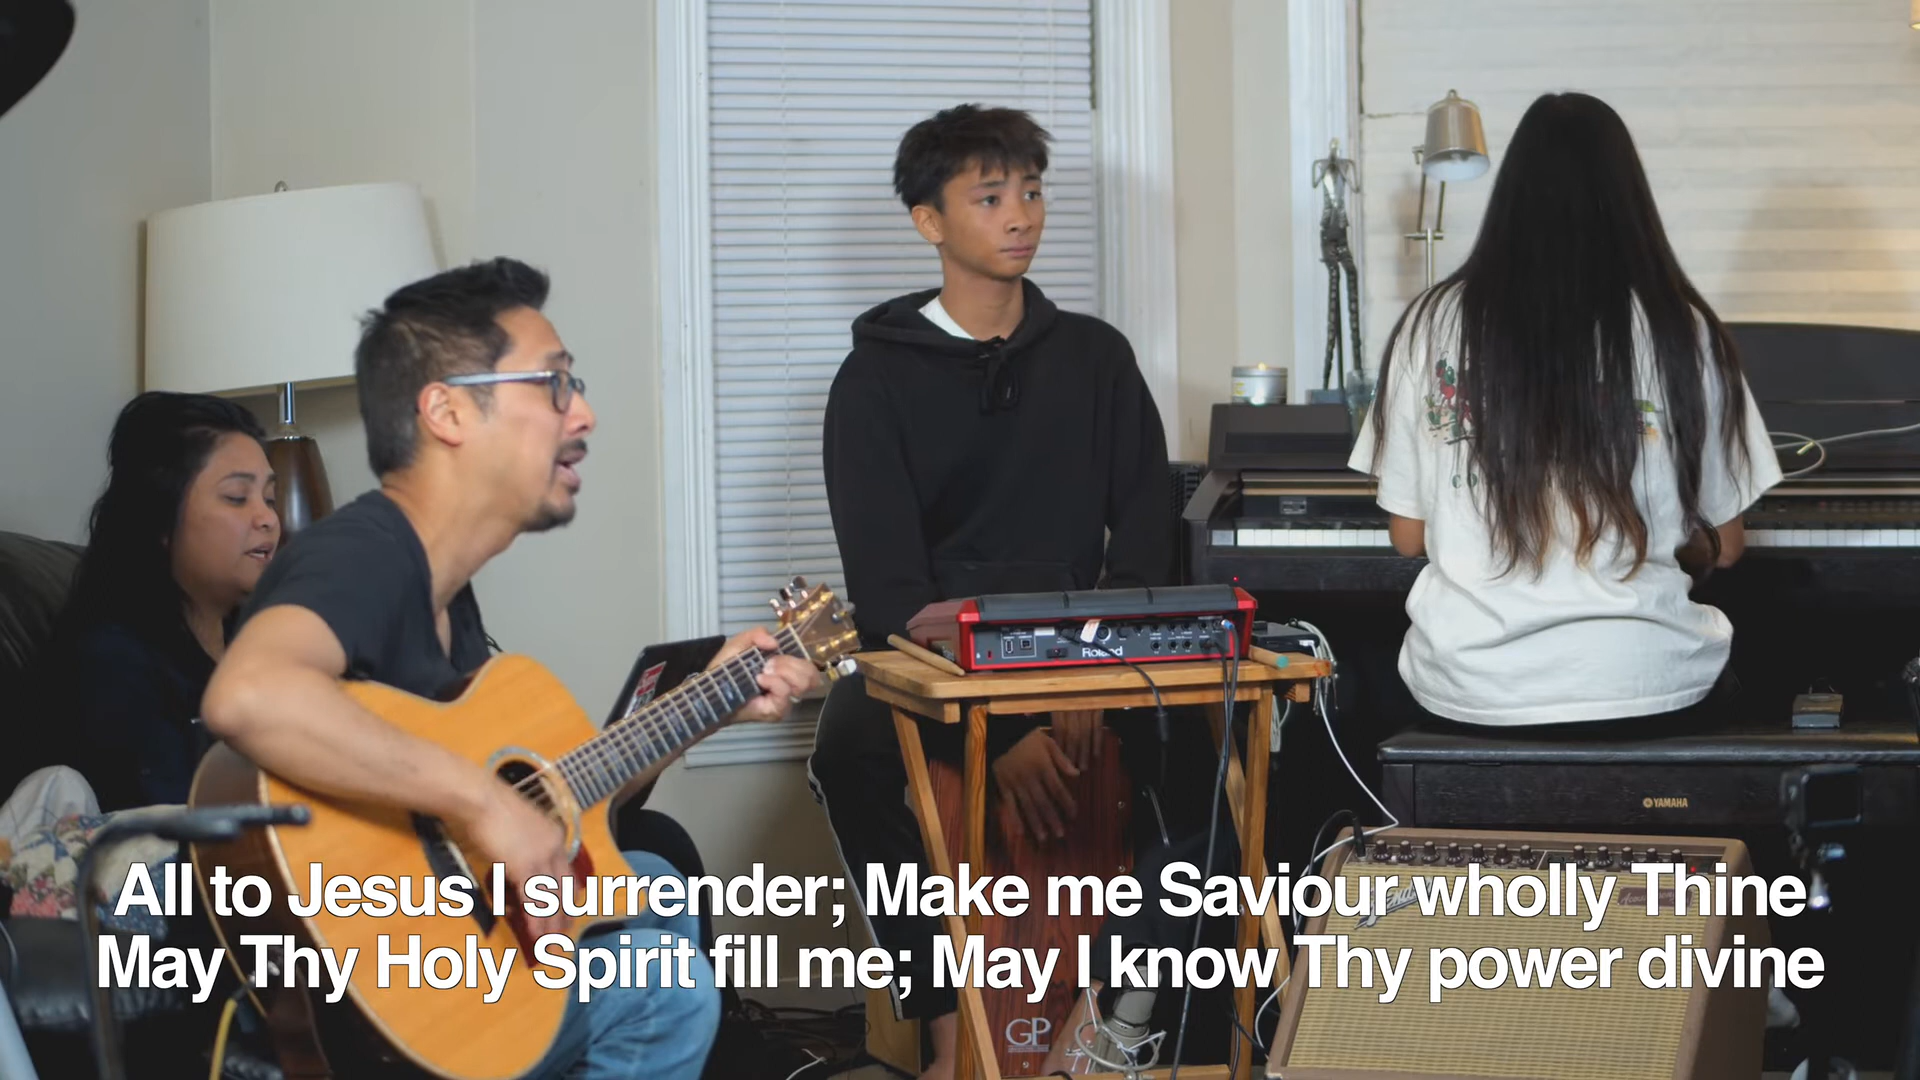 Roland
YAMAHA
All to Jesus I surrender; Make me Saviour wholly Thine
May Thy Holy Spirit fill me; May I know Thy power divine
GP